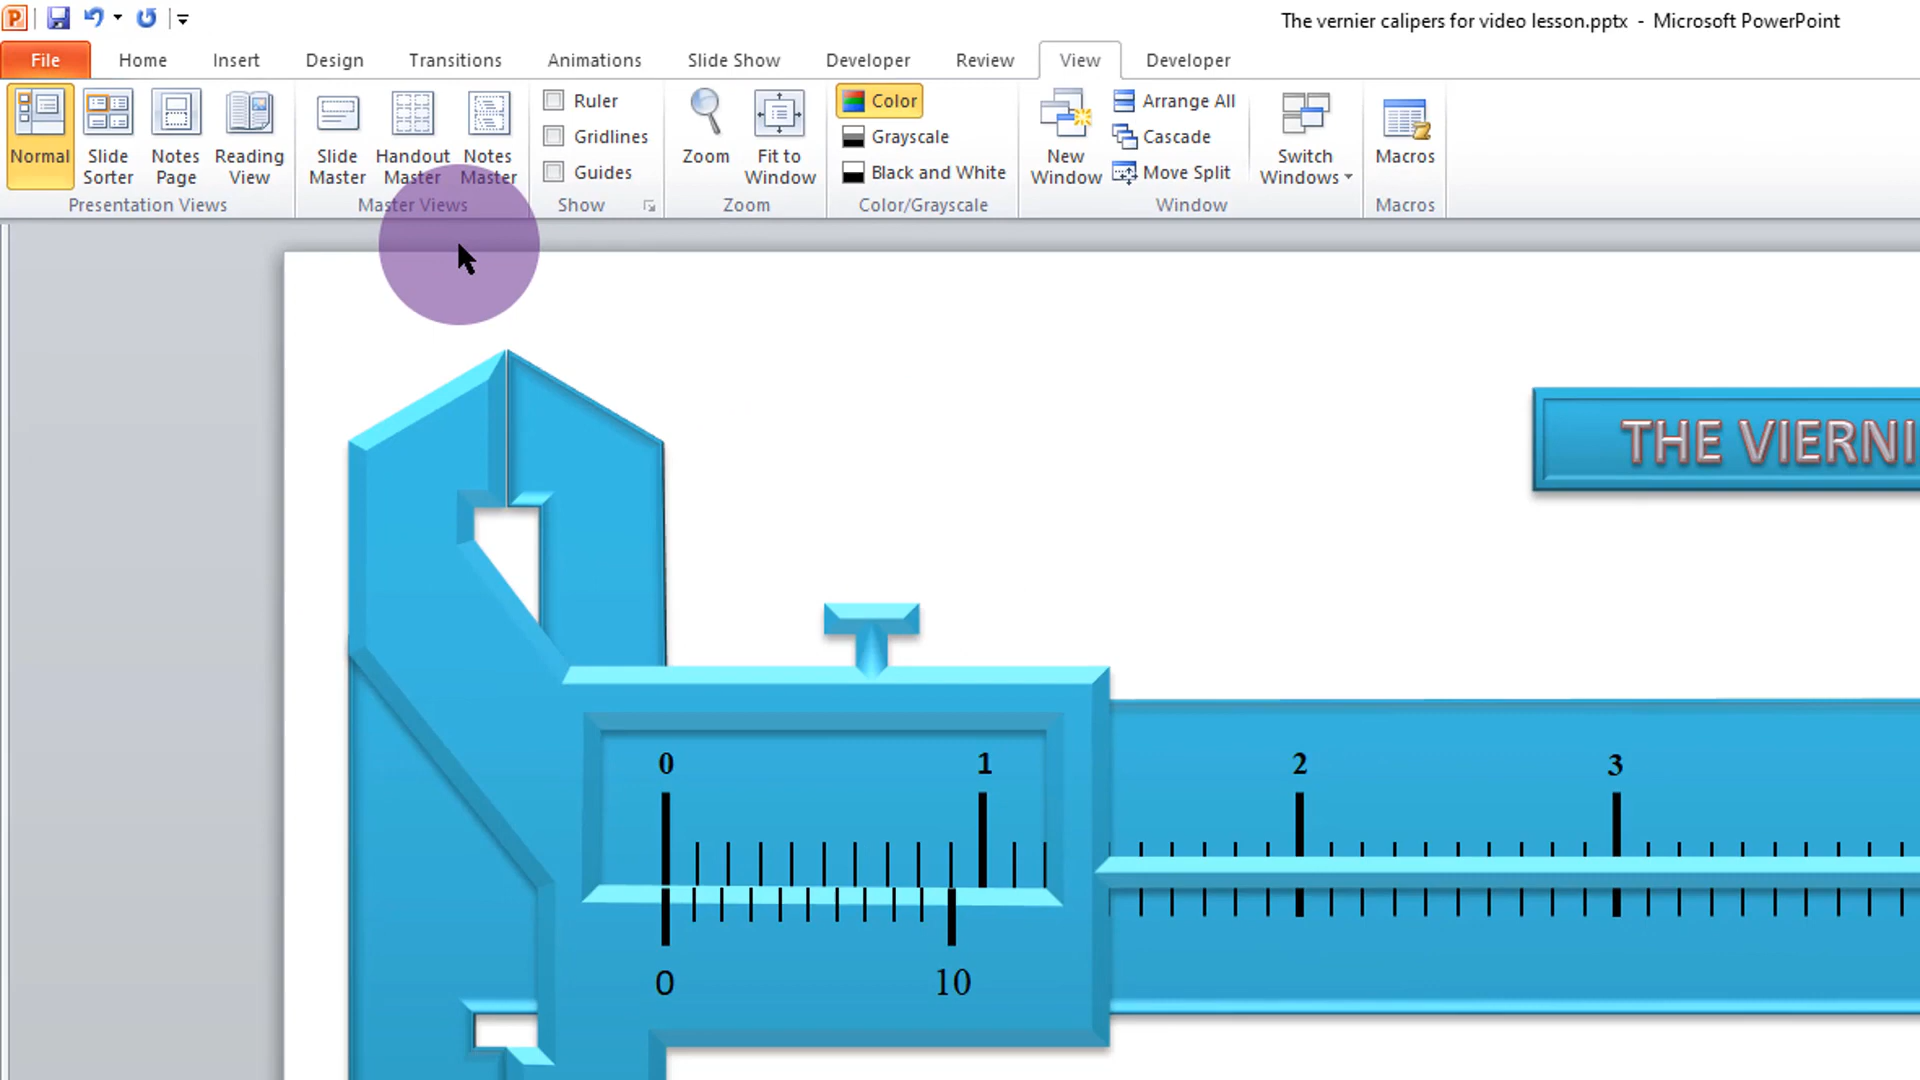 The vernier calipers for video lesson.pptx - Microsoft PowerPoint
File Home Insert Design Transitions Animations Slide Show Developer Review View Developer
Normal
Slide Sorter
Notes Page
Reading View
Presentation Views
Slide Master
Handout Master
Notes Master
Master Views
Ruler
Gridlines
Guides
Show
Zoom
Fit to Window
Zoom
Color
Grayscale
Black and White
Color/Grayscale
New Window
Arrange All
Cascade
Move Split
Switch Windows
Window
Macros
Macros
THE VIERNI
0 1 2 3
0 10